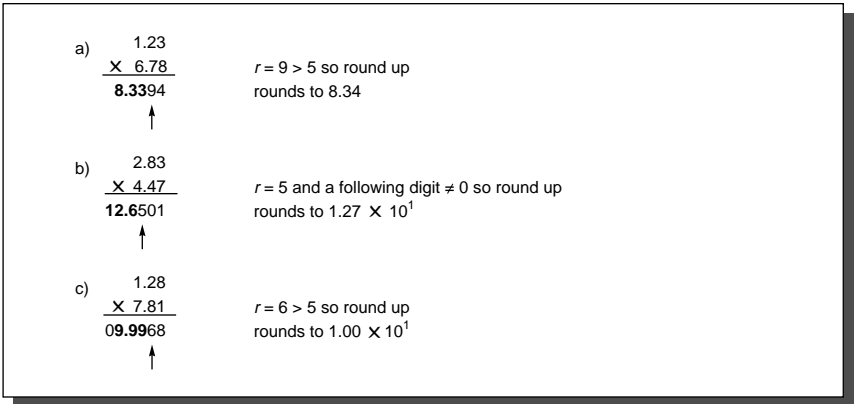 a) 1.23
× 6.78 r = 9 > 5 so round up
8.3394 rounds to 8.34
b) 2.83
× 4.47 r = 5 and a following digit ≠ 0 so round up
12.6501 rounds to 1.27 × 10¹
c) 1.28
× 7.81 r = 6 > 5 so round up
09.9968 rounds to 1.00 × 10¹